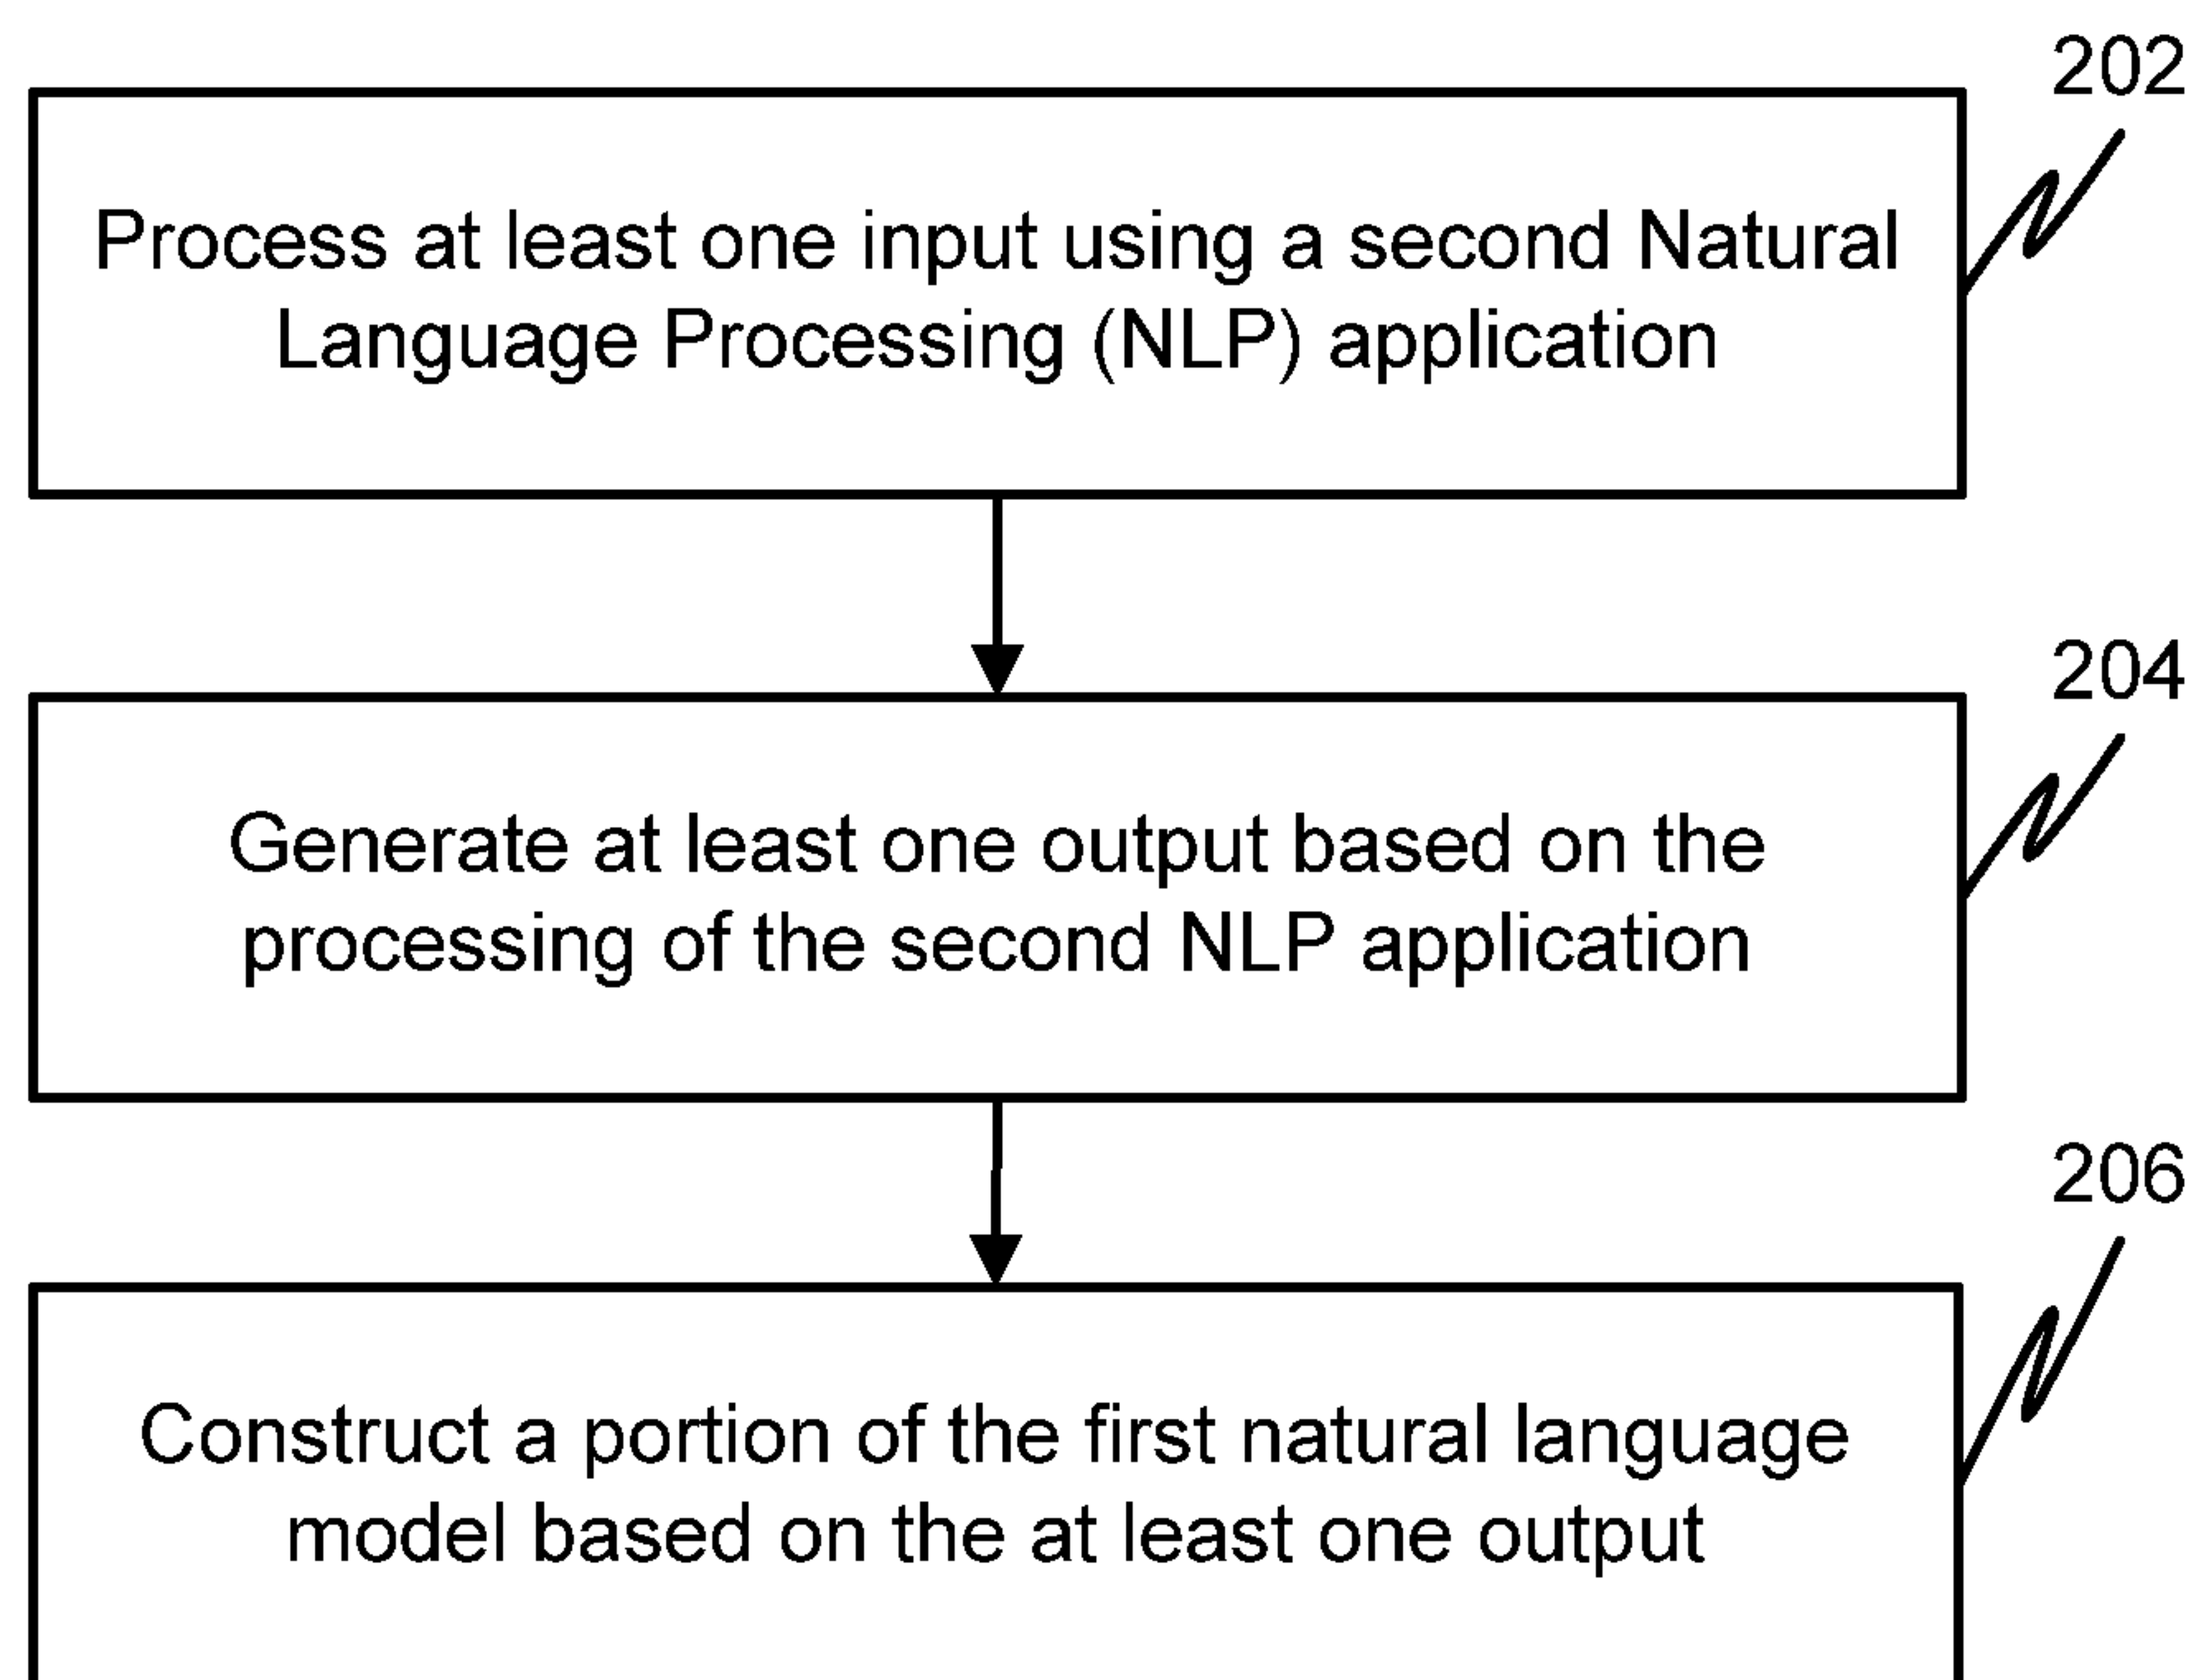 202
Process at least one input using a second Natural
Language Processing (NLP) application
204
Generate at least one output based on the
processing of the second NLP application
206
Construct a portion of the first natural language
model based on the at least one output